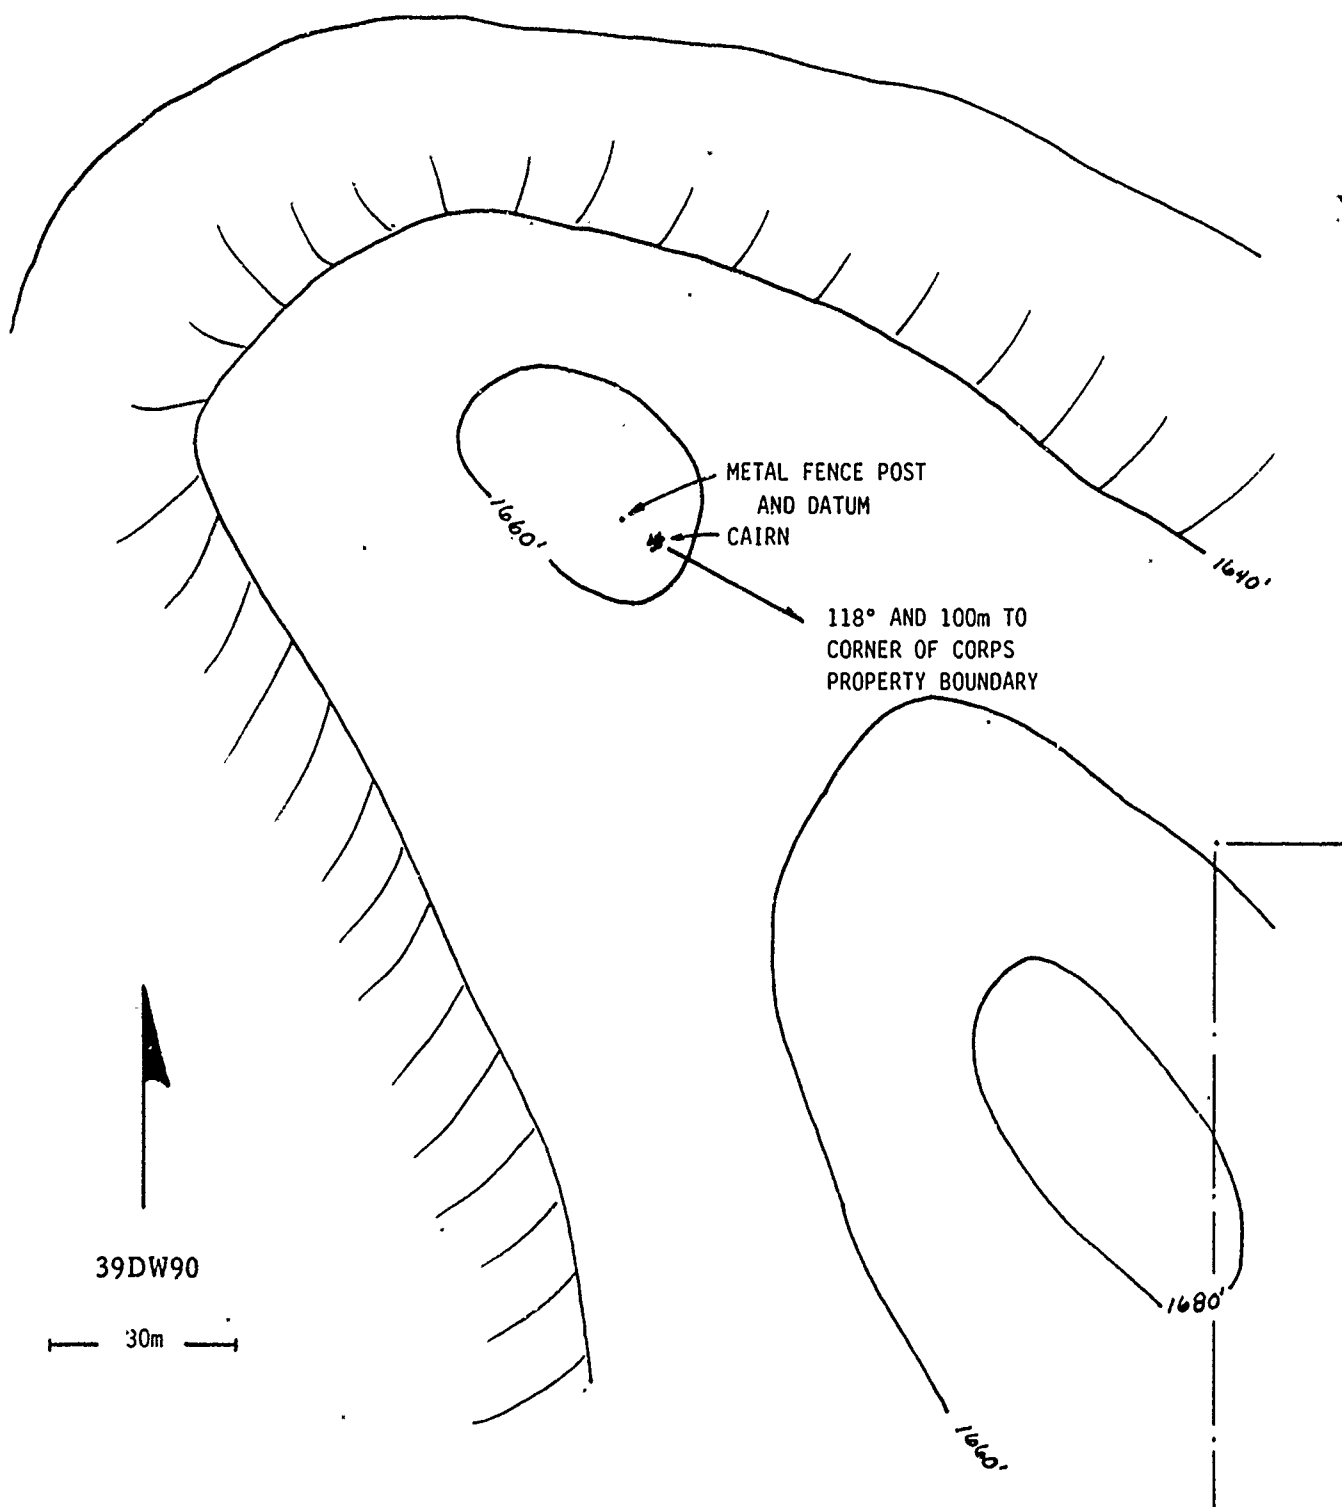 METAL FENCE POST
AND DATUM
1660'
CAIRN
1640'
118° AND 100m TO
CORNER OF CORPS
PROPERTY BOUNDARY
39DW90
1680'
30m
1660'